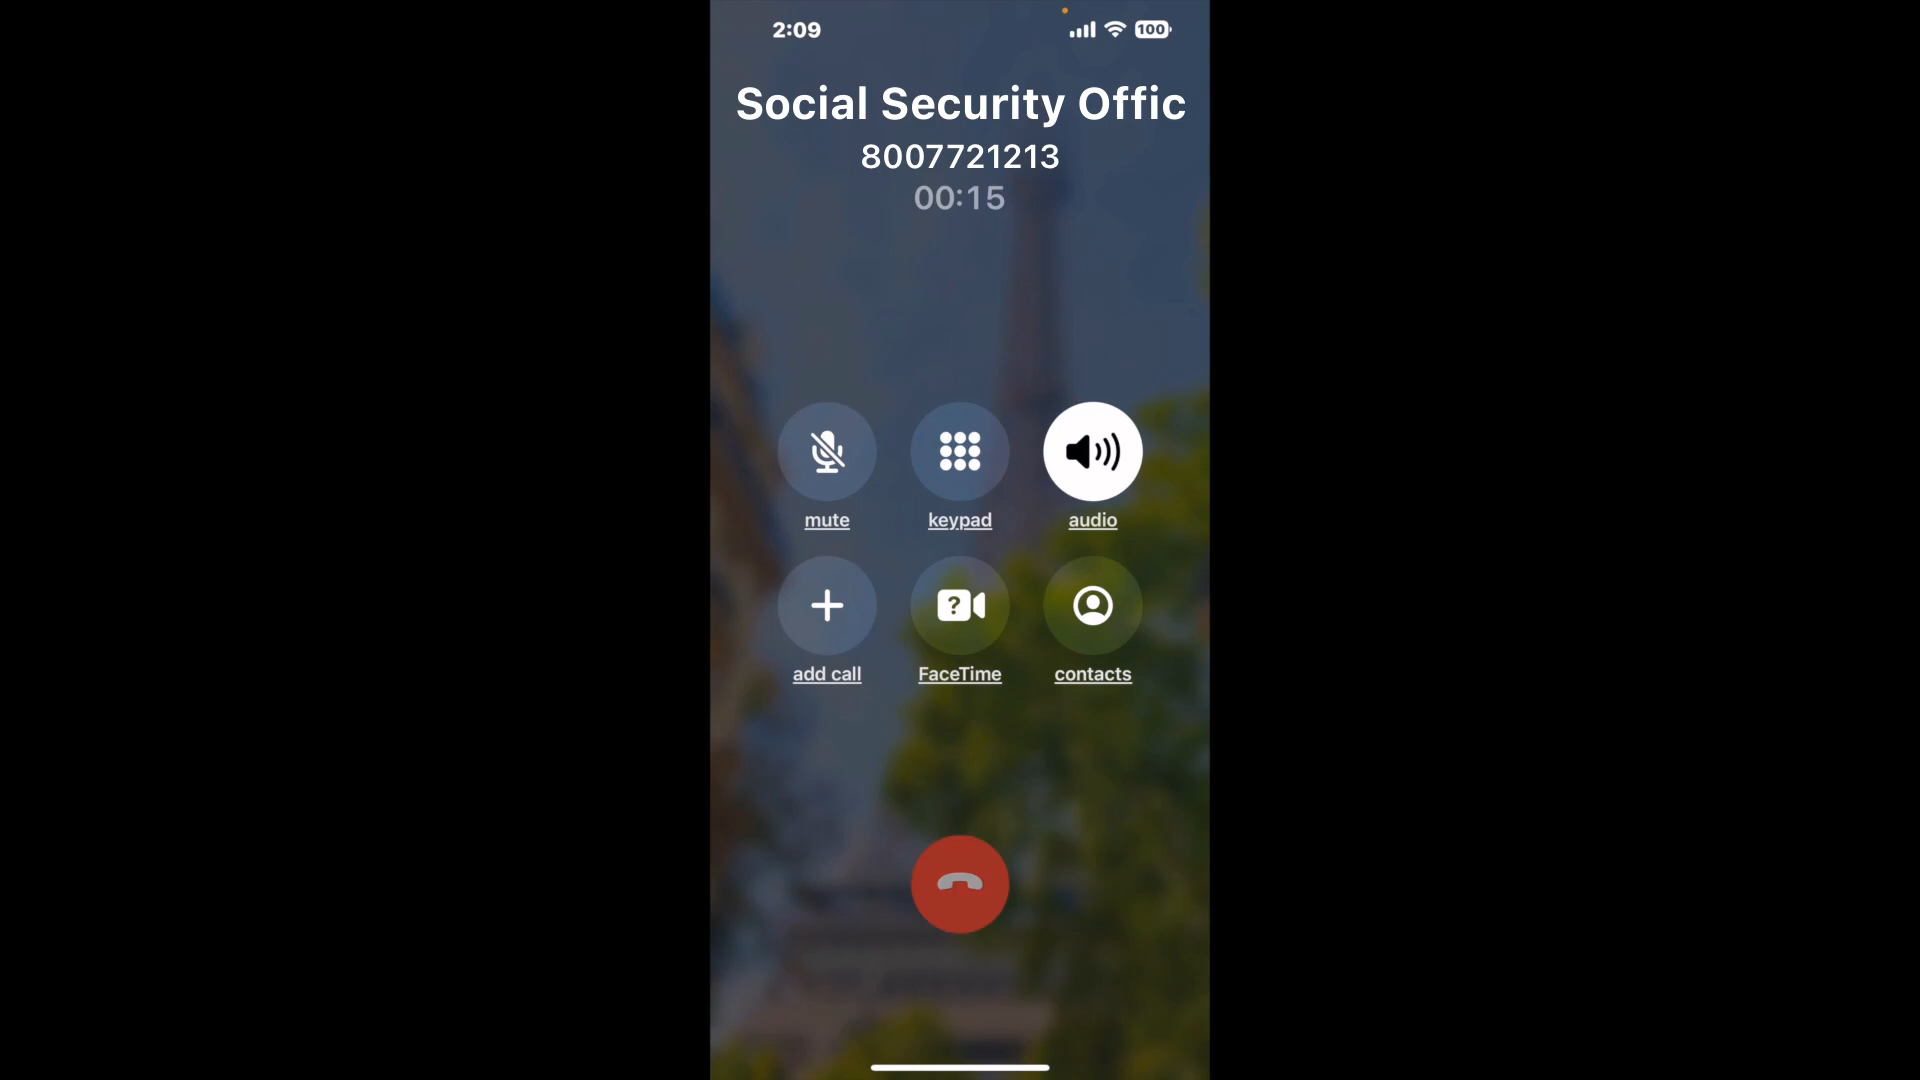 2:09
100
Social Security Offic
8007721213
00:15
mute
keypad
audio
?
add call
FaceTime
contacts